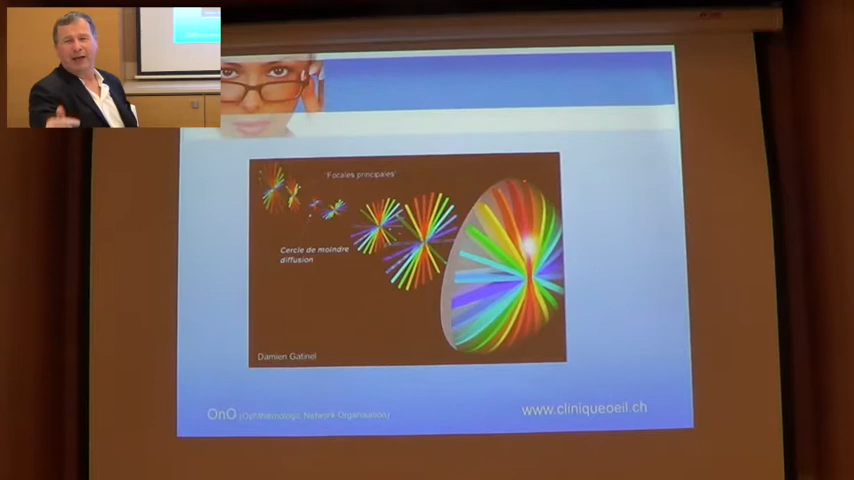 'Focales principales'
Cercle de moindre
diffusion
Damien Gatinel
OnO (Ophthalmologic Network Organisation)
www.cliniqueoeil.ch